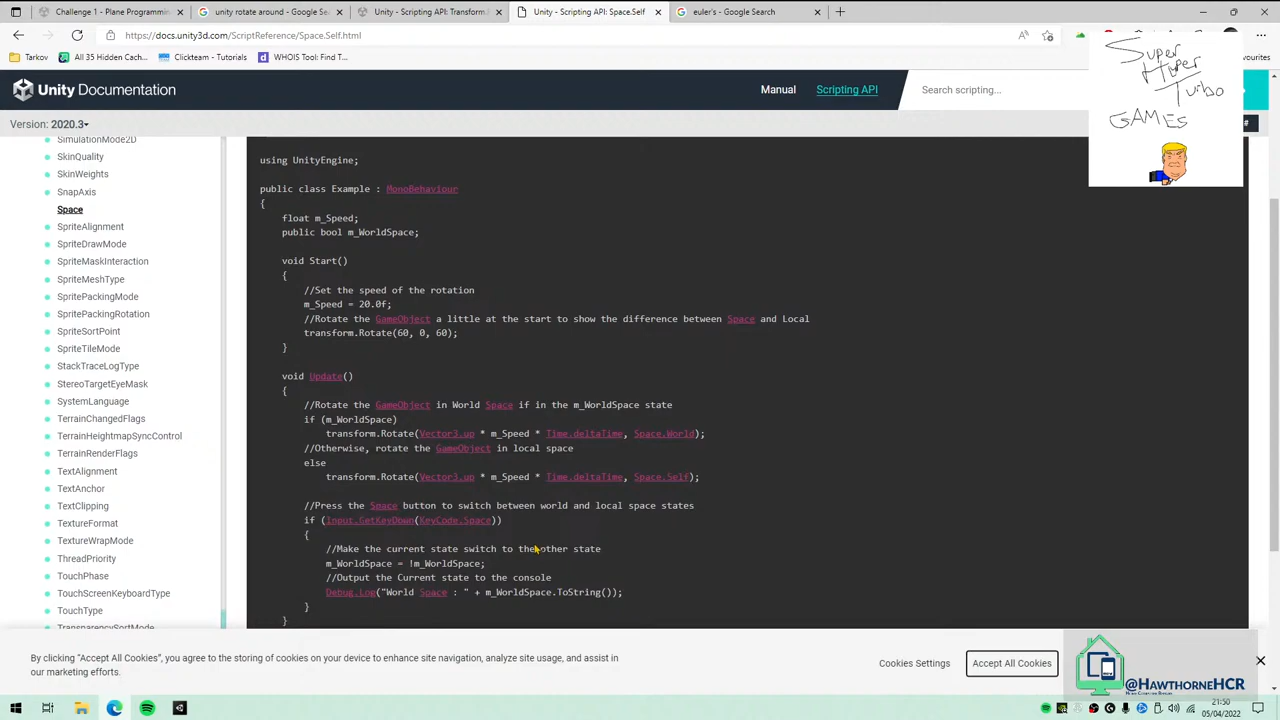 Challenge 1 - Plane Programming
unity rotate around - Google Sea
Unity - Scripting API: Transform.
Unity - Scripting API: Space.Self
euler's - Google Search
https://docs.unity3d.com/ScriptReference/Space.Self.html
Tarkov
All 35 Hidden Cach...
Clickteam - Tutorials
WHOIS Tool: Find T...
vourites
Super
Hyper
Turbo
GAMES
Unity Documentation
Manual
Scripting API
Search scripting...
Version: 2020.3
#
SimulationMode2D
SkinQuality
SkinWeights
SnapAxis
Space
SpriteAlignment
SpriteDrawMode
SpriteMaskInteraction
SpriteMeshType
SpritePackingMode
SpritePackingRotation
SpriteSortPoint
SpriteTileMode
StackTraceLogType
StereoTargetEyeMask
SystemLanguage
TerrainChangedFlags
TerrainHeightmapSyncControl
TerrainRenderFlags
TextAlignment
TextAnchor
TextClipping
TextureFormat
TextureWrapMode
ThreadPriority
TouchPhase
TouchScreenKeyboardType
TouchType
TransparencySortMode
using UnityEngine;
public class Example : MonoBehaviour
{
float m_Speed;
public bool m_WorldSpace;
void Start()
{
//Set the speed of the rotation
m_Speed = 20.0f;
//Rotate the GameObject a little at the start to show the difference between Space and Local
transform.Rotate(60, 0, 60);
}
void Update()
{
//Rotate the GameObject in World Space if in the m_WorldSpace state
if (m_WorldSpace)
transform.Rotate(Vector3.up * m_Speed * Time.deltaTime, Space.World);
//Otherwise, rotate the GameObject in local space
else
transform.Rotate(Vector3.up * m_Speed * Time.deltaTime, Space.Self);
//Press the Space button to switch between world and local space states
if (Input.GetKeyDown(KeyCode.Space))
{
//Make the current state switch to the other state
m_WorldSpace = !m_WorldSpace;
//Output the Current state to the console
Debug.Log("World Space : " + m_WorldSpace.ToString());
}
}
By clicking "Accept All Cookies", you agree to the storing of cookies on your device to enhance site navigation, analyze site usage, and assist in
our marketing efforts.
Cookies Settings
Accept All Cookies
@HawthorneHCR
21:50
05/04/2022